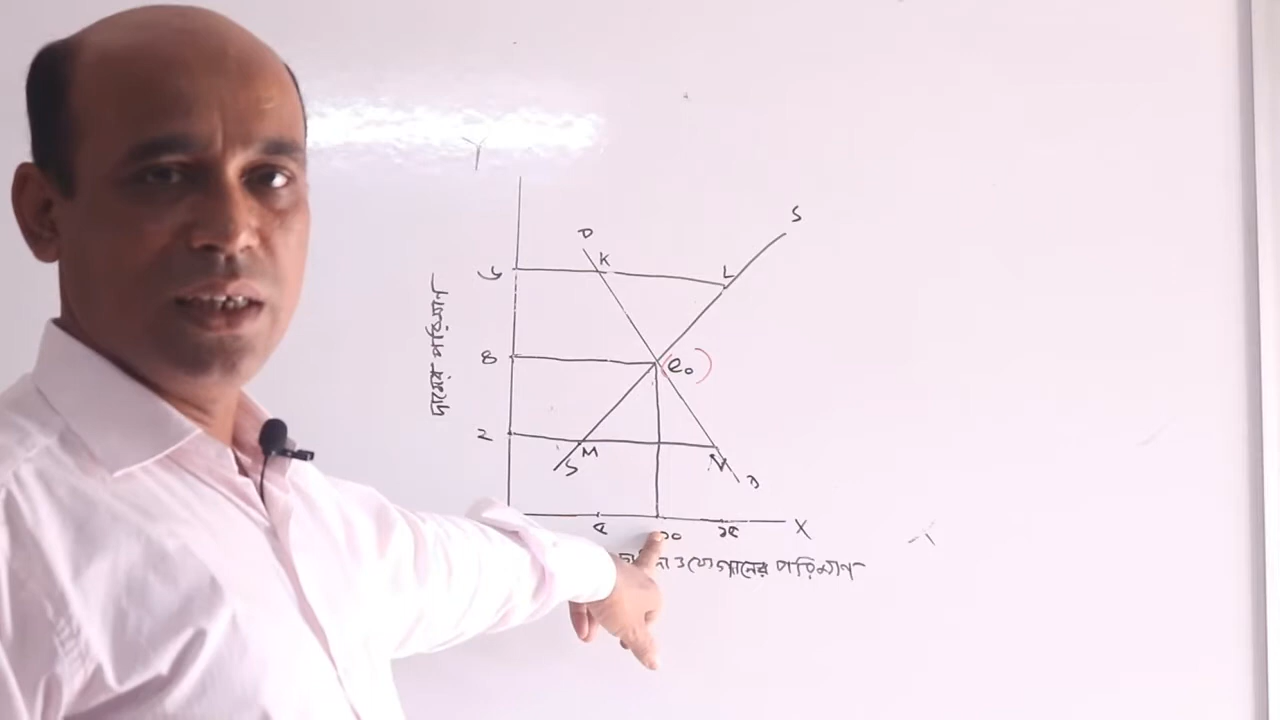 Y
S
D
K
L
৬
দামের পরিমাণ
৪
e₀
২
M
N
S
D
৫
১০
১৫
X
চাহিদা ও যোগানের পরিমাণ